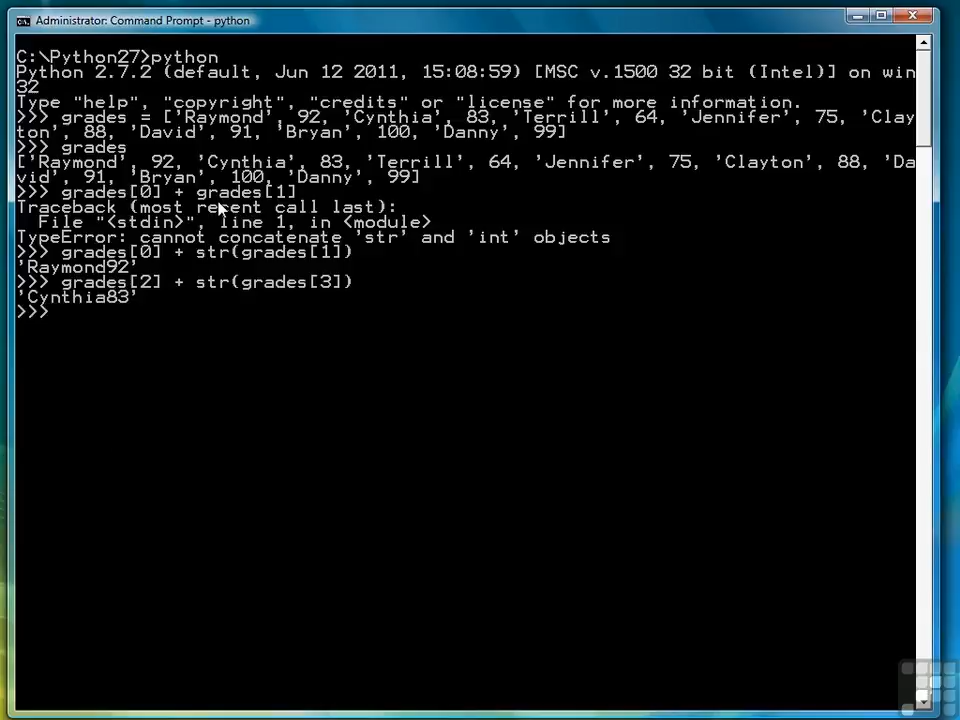 Administrator: Command Prompt - python
C:\Python27>python
Python 2.7.2 (default, Jun 12 2011, 15:08:59) [MSC v.1500 32 bit (Intel)] on win
32
Type "help", "copyright", "credits" or "license" for more information.
>>> grades = ['Raymond', 92, 'Cynthia', 83, 'Terrill', 64, 'Jennifer', 75, 'Clay
ton', 88, 'David', 91, 'Bryan', 100, 'Danny', 99]
>>> grades
['Raymond', 92, 'Cynthia', 83, 'Terrill', 64, 'Jennifer', 75, 'Clayton', 88, 'Da
vid', 91, 'Bryan', 100, 'Danny', 99]
>>> grades[0] + grades[1]
Traceback (most recent call last):
  File "<stdin>", line 1, in <module>
TypeError: cannot concatenate 'str' and 'int' objects
>>> grades[0] + str(grades[1])
'Raymond92'
>>> grades[2] + str(grades[3])
'Cynthia83'
>>>